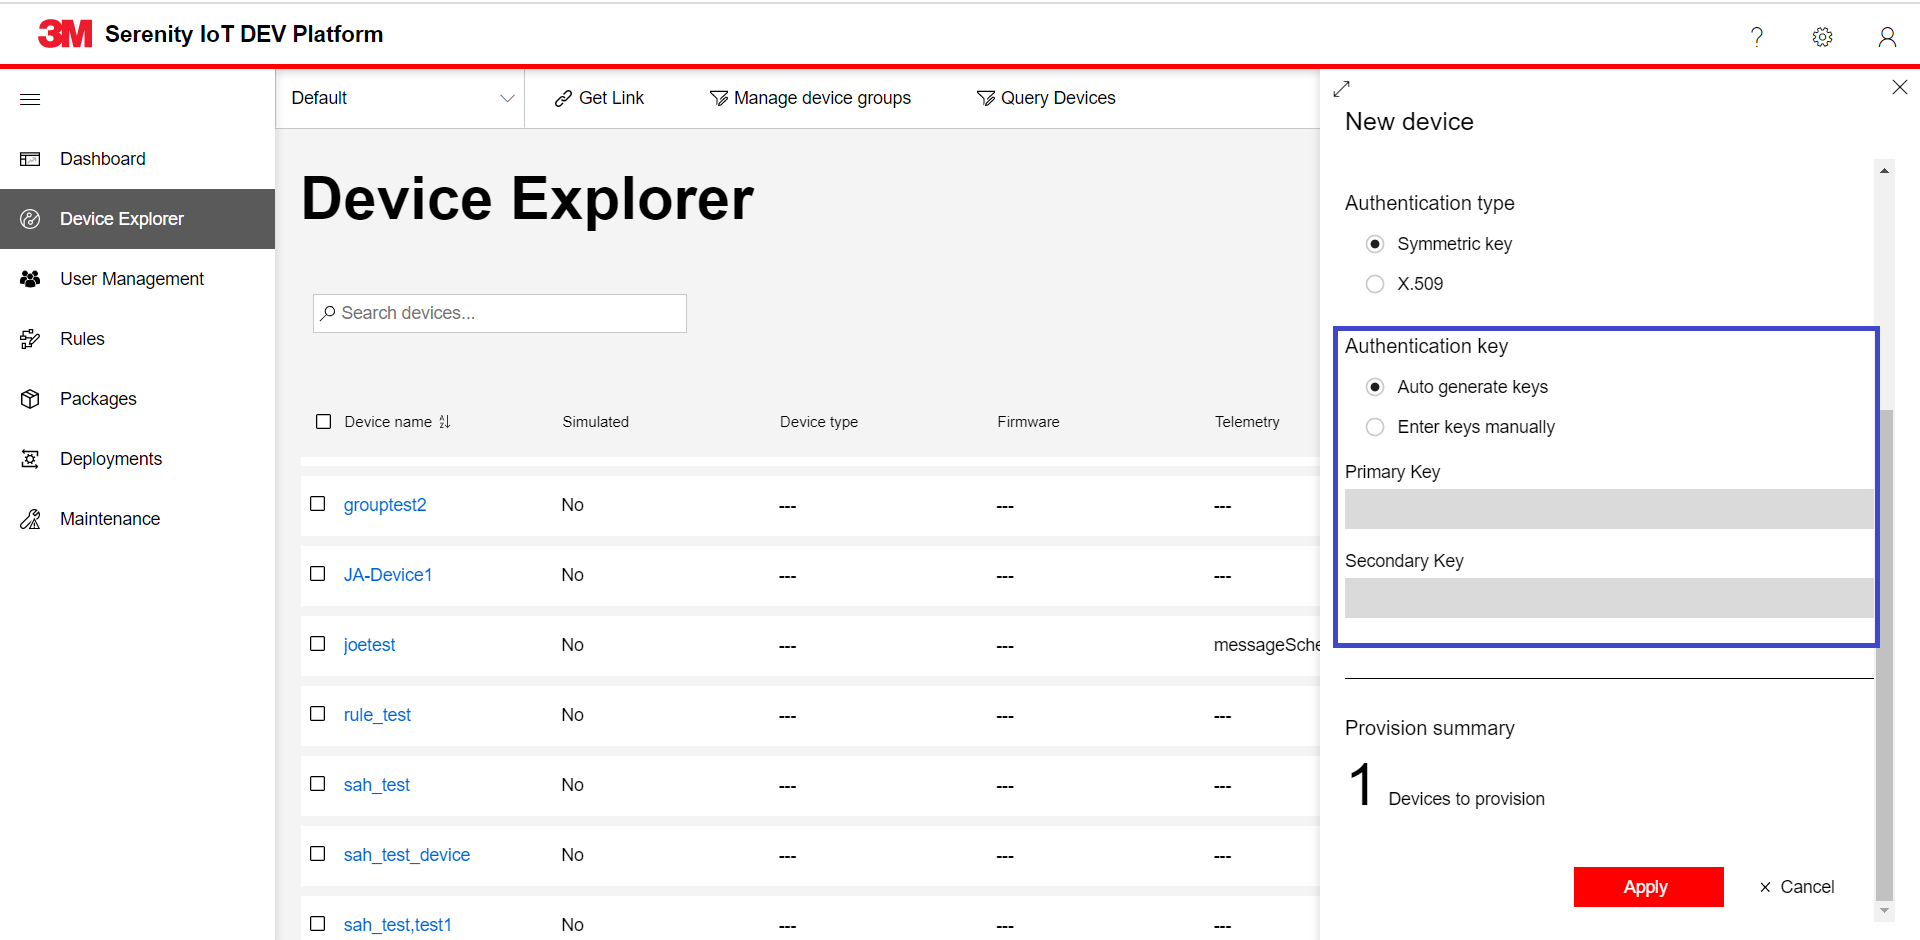 3M Serenity IoT DEV Platform
Default
Get Link
Manage device groups
Query Devices
Dashboard
Device Explorer
User Management
Rules
Packages
Deployments
Maintenance
Device Explorer
Search devices...
Device name Simulated Device type Firmware Telemetry
grouptest2 No --- --- ---
JA-Device1 No --- --- ---
joetest No --- --- messageSche
rule_test No --- --- ---
sah_test No --- --- ---
sah_test_device No --- --- ---
sah_test,test1 No --- --- ---
New device
Authentication type
Symmetric key
X.509
Authentication key
Auto generate keys
Enter keys manually
Primary Key
Secondary Key
Provision summary
1 Devices to provision
Apply
Cancel